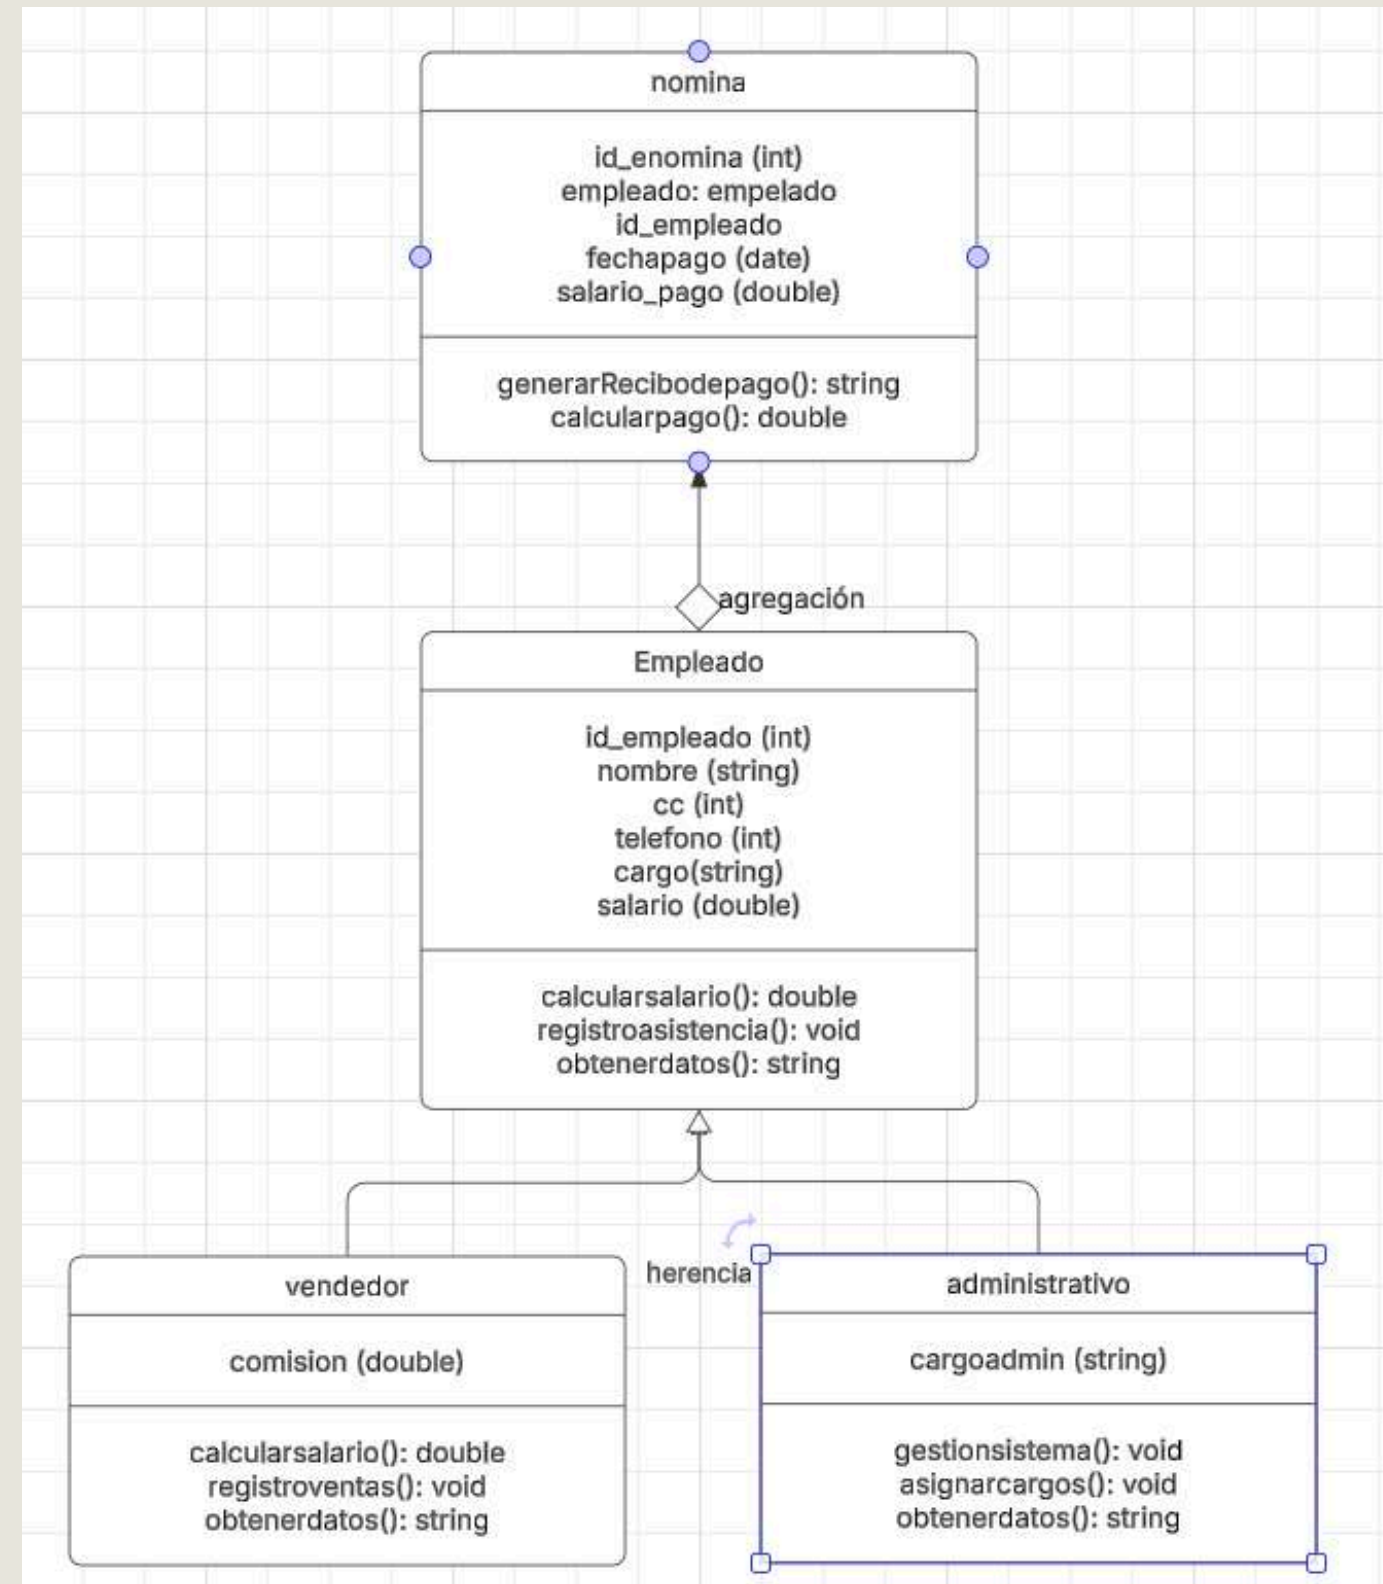 nomina
id_enomina (int)
empleado: empelado
id_empleado
fechapago (date)
salario_pago (double)
generarRecibodepago(): string
calcularpago(): double
agregación
Empleado
id_empleado (int)
nombre (string)
cc (int)
telefono (int)
cargo(string)
salario (double)
calcularsalario(): double
registroasistencia(): void
obtenerdatos(): string
herencia
vendedor
comision (double)
calcularsalario(): double
registroventas(): void
obtenerdatos(): string
administrativo
cargoadmin (string)
gestionsistema(): void
asignarcargos(): void
obtenerdatos(): string